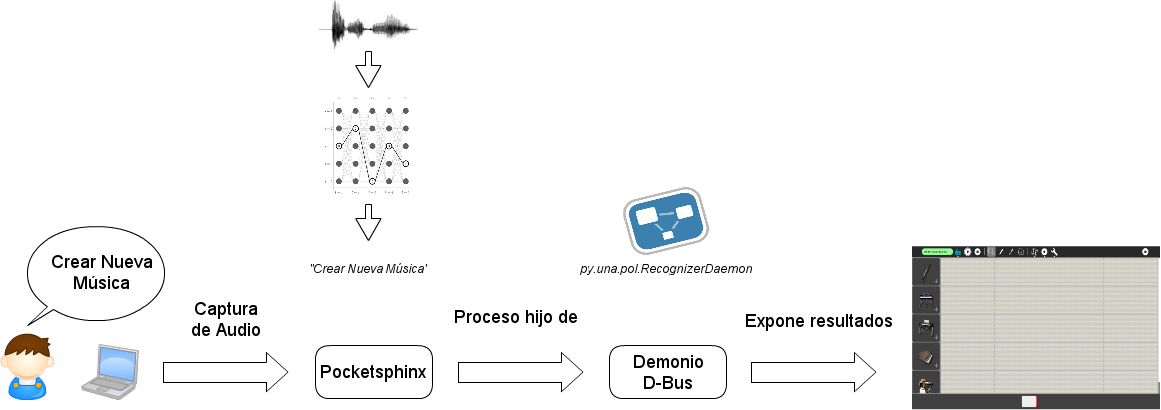 Crear Nueva
Música
Captura
de Audio
"Crear Nueva Música'
Pocketsphinx
Proceso hijo de
py.una.pol.RecognizerDaemon
Demonio
D-Bus
Expone resultados